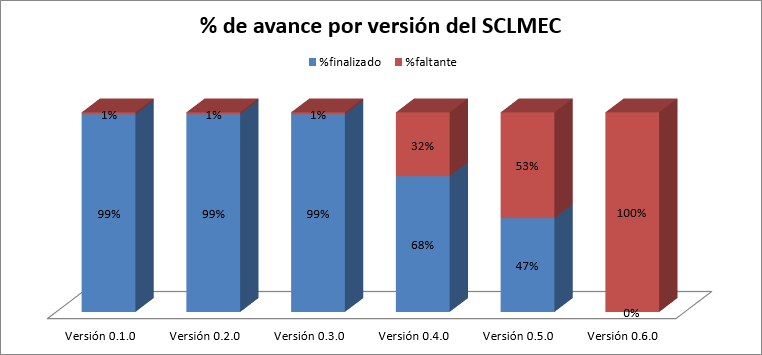 % de avance por versión del SCLMEC
%finalizado %faltante
1% 1% 1%
32%
53%
99% 99% 99% 100%
68%
47%
0%
Versión 0.1.0 Versión 0.2.0 Versión 0.3.0 Versión 0.4.0 Versión 0.5.0 Versión 0.6.0